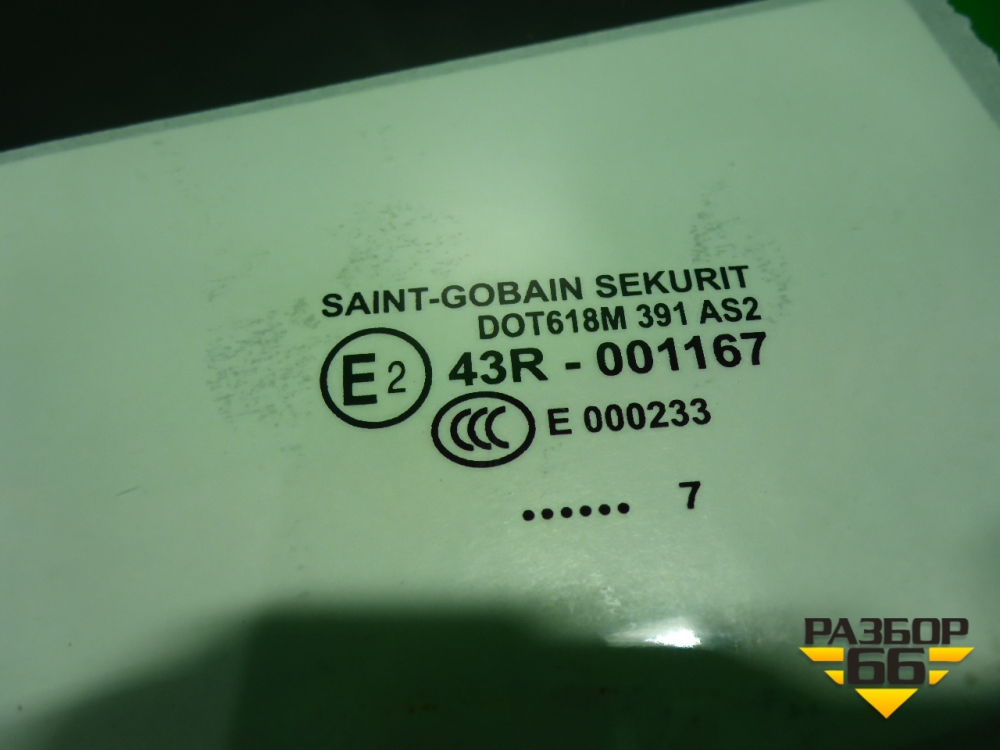 SAINT-GOBAIN SEKURIT
DOT618M 391 AS2
E2 43R - 001167
CCC E 000233
...... 7
РАЗБОР
66